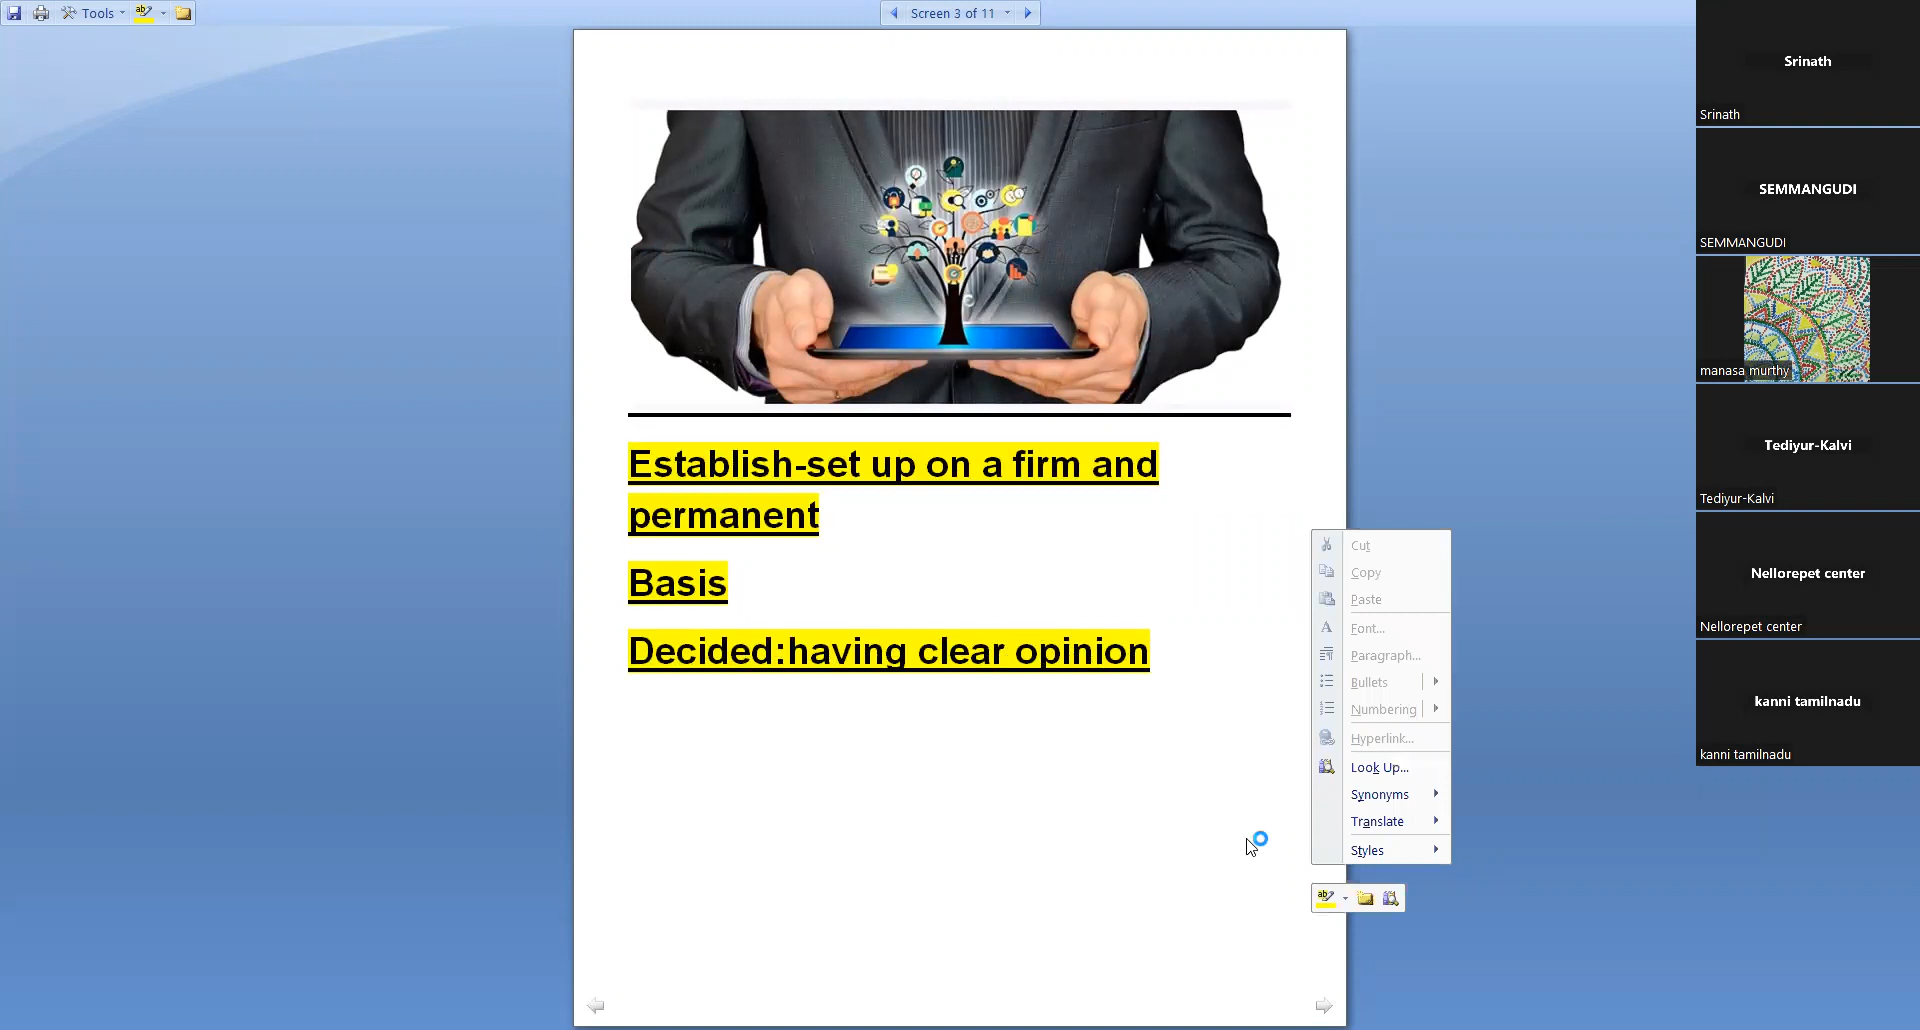 Tools
Screen 3 of 11
Establish-set up on a firm and
permanent
Basis
Decided:having clear opinion
Cut
Copy
Paste
Font...
Paragraph...
Bullets
Numbering
Hyperlink...
Look Up...
Synonyms
Translate
Styles
Srinath
Srinath
SEMMANGUDI
SEMMANGUDI
manasa murthy
Tediyur-Kalvi
Tediyur-Kalvi
Nellorepet center
Nellorepet center
kanni tamilnadu
kanni tamilnadu